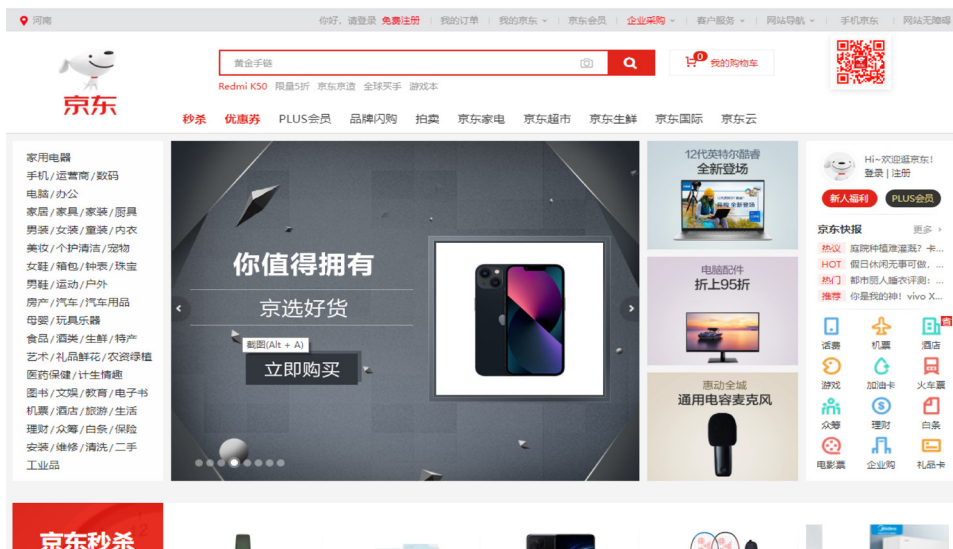 河南
你好，请登录 免费注册 我的订单 我的京东 京东会员 企业采购 客户服务 网站导航 手机京东 网站无障碍
京东
黄金手链
0
我的购物车
Redmi K50 限量5折 京东京造 全球买手 游戏本
秒杀 优惠券 PLUS会员 品牌闪购 拍卖 京东家电 京东超市 京东生鲜 京东国际 京东云
家用电器
手机/运营商/数码
电脑/办公
家居/家具/家装/厨具
男装/女装/童装/内衣
美妆/个护清洁/宠物
女鞋/箱包/钟表/珠宝
男鞋/运动/户外
房产/汽车/汽车用品
母婴/玩具乐器
食品/酒类/生鲜/特产
艺术/礼品鲜花/农资绿植
医药保健/计生情趣
图书/文娱/教育/电子书
机票/酒店/旅游/生活
理财/众筹/白条/保险
安装/维修/清洗/二手
工业品
你值得拥有
京选好货
截图(Alt + A)
立即购买
12代英特尔酷睿
全新登场
电脑配件
折上95折
惠动全城
通用电容麦克风
Hi~欢迎逛京东!
登录 | 注册
新人福利 PLUS会员
京东快报 更多
热议 庭院种植难灌溉? 卡...
HOT 假日休闲无事可做, ...
热门 都市丽人睡衣评测: ...
推荐 你是我的神! vivo X...
省
话费 机票 酒店
游戏 加油卡 火车票
众筹 理财 白条
电影票 企业购 礼品卡
京东秒杀
12
Midea